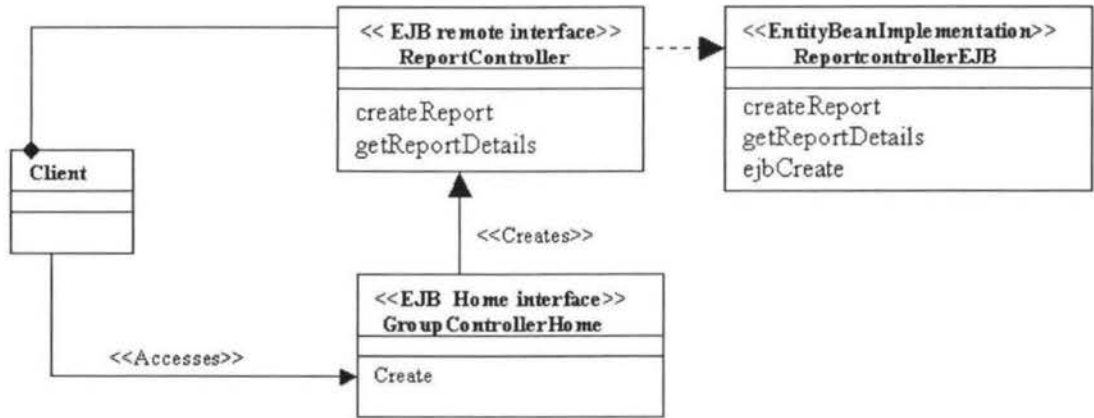 << EJB remote interface>>
ReportController
createReport
getReportDetails
<<EntityBeanImplementation>>
ReportcontrollerEJB
createReport
getReportDetails
ejbCreate
Client
<<Creates>>
<<EJB Home interface>>
GroupControllerHome
Create
<<Accesses>>